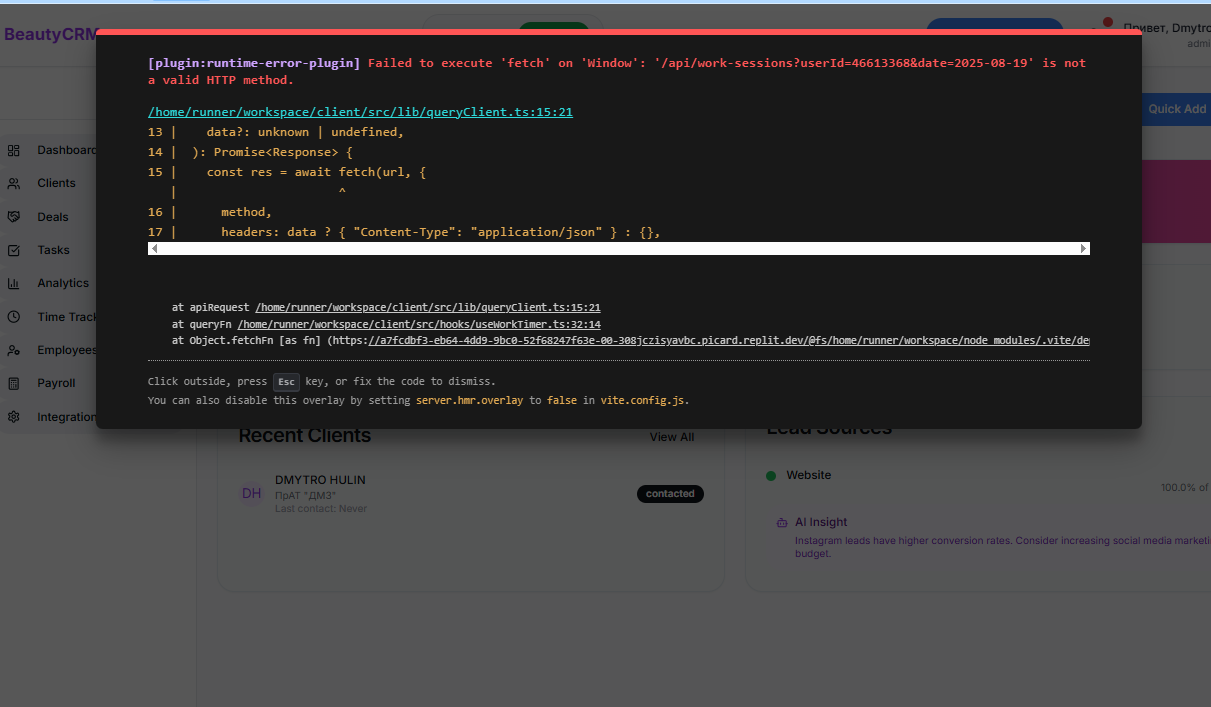 BeautyCRM
Привет, Dmytro
admi
[plugin:runtime-error-plugin] Failed to execute 'fetch' on 'Window': '/api/work-sessions?userId=46613368&date=2025-08-19' is not
a valid HTTP method.
/home/runner/workspace/client/src/lib/queryClient.ts:15:21
13 |    data?: unknown | undefined,
14 |  ): Promise<Response> {
15 |    const res = await fetch(url, {
   |                      ^
16 |      method,
17 |      headers: data ? { "Content-Type": "application/json" } : {},
at apiRequest /home/runner/workspace/client/src/lib/queryClient.ts:15:21
at queryFn /home/runner/workspace/client/src/hooks/useWorkTimer.ts:32:14
at Object.fetchFn [as fn] (https://a7fcdbf3-eb64-4dd9-9bc0-52f68247f63e-00-308jczisyavbc.picard.replit.dev/@fs/home/runner/workspace/node_modules/.vite/de
Click outside, press Esc key, or fix the code to dismiss.
You can also disable this overlay by setting server.hmr.overlay to false in vite.config.js.
Quick Add
Dashboard
Clients
Deals
Tasks
Analytics
Time Track
Employees
Payroll
Integration
Recent Clients
View All
DMYTRO HULIN
DH
ПрАТ "ДМЗ"
Last contact: Never
contacted
Lead Sources
Website
100.0% of
AI Insight
Instagram leads have higher conversion rates. Consider increasing social media marketi
budget.